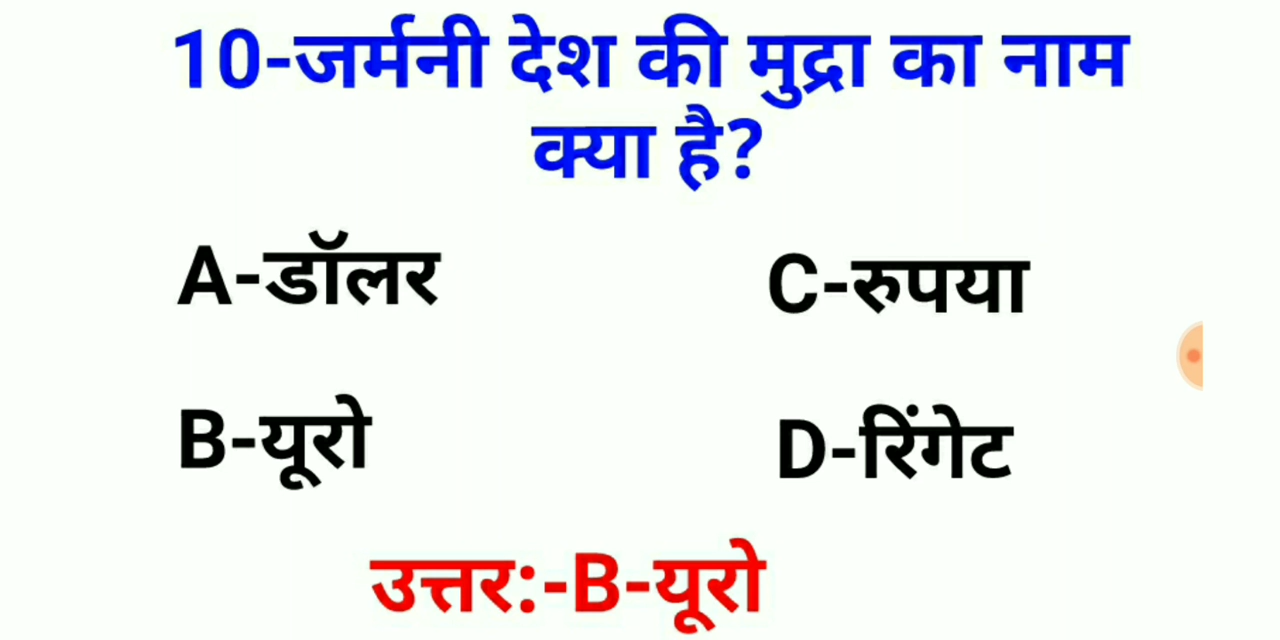 10-जर्मनी देश की मुद्रा का नाम
क्या है?
A-डॉलर
C-रुपया
B-यूरो
D-रिंगेट
उत्तर:-B-यूरो